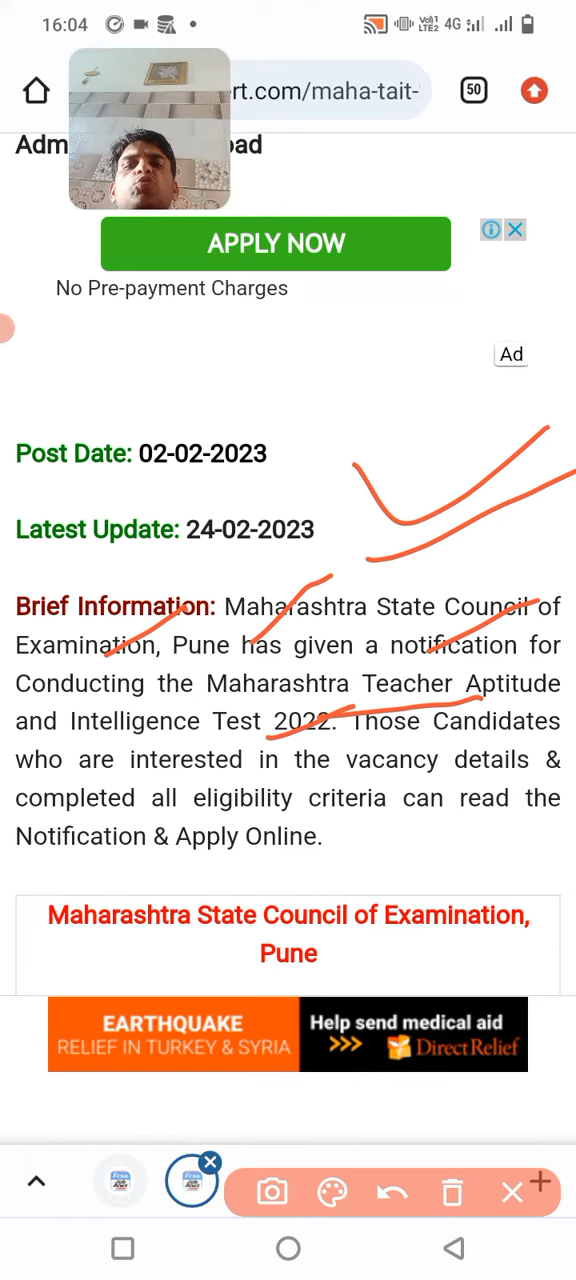 16:04
Vo)) 1
LTE2
4G
rt.com/maha-tait-
50
Adm
oad
APPLY NOW
No Pre-payment Charges
Ad
Post Date: 02-02-2023
Latest Update: 24-02-2023
Brief Information: Maharashtra State Council of
Examination, Pune has given a notification for
Conducting the Maharashtra Teacher Aptitude
and Intelligence Test 2022. Those Candidates
who are interested in the vacancy details &
completed all eligibility criteria can read the
Notification & Apply Online.
Maharashtra State Council of Examination,
Pune
EARTHQUAKE
RELIEF IN TURKEY & SYRIA
Help send medical aid
>>> DirectRelief